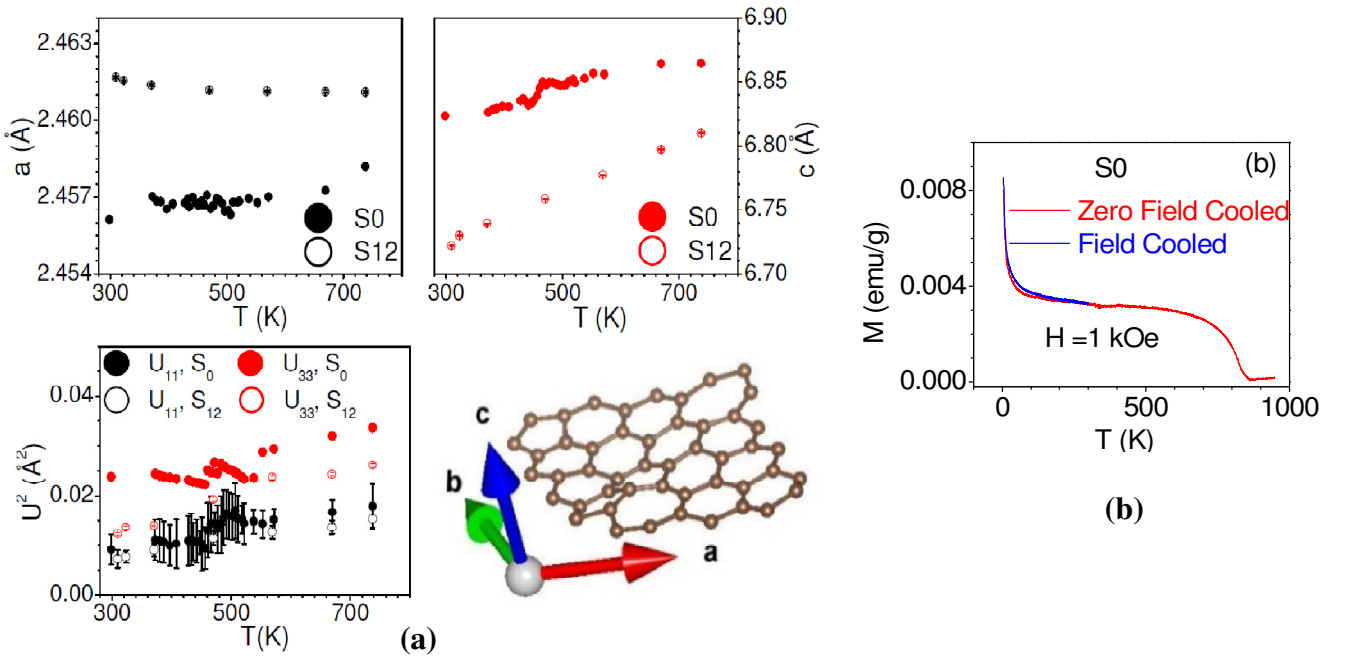 2.463
2.460
2.457
2.454
a (Å)
300
500
700
T (K)
S0
S12
6.90
6.85
6.80
6.75
6.70
c (Å)
300
500
700
T (K)
S0
S12
U11, S0
U33, S0
U11, S12
U33, S12
0.04
0.02
0.00
U² (Å²)
300
500
700
T(K)
c
b
a
(a)
(b)
S0
Zero Field Cooled
Field Cooled
H =1 kOe
0.008
0.004
0.000
M (emu/g)
0
500
1000
T (K)
(b)